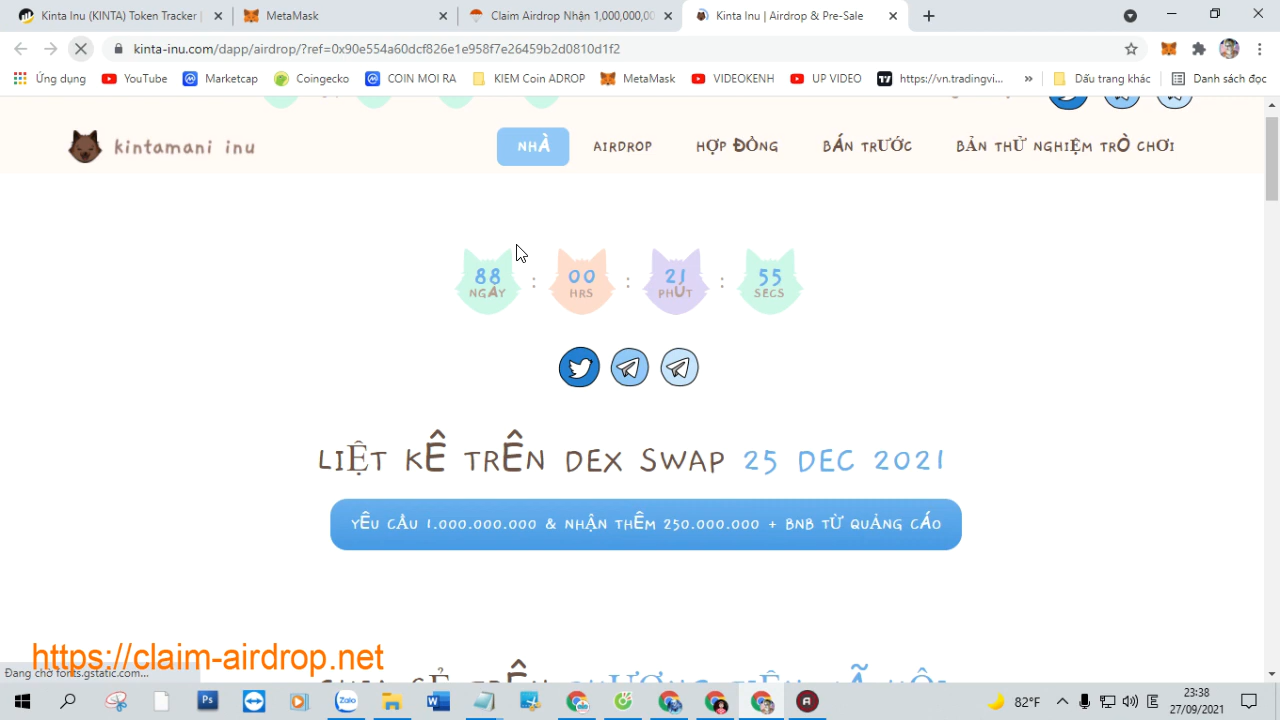 Kinta Inu (KINTA) Token Tracker |
MetaMask
Claim Airdrop Nhận 1,000,000,00
Kinta Inu | Airdrop & Pre-Sale
kinta-inu.com/dapp/airdrop/?ref=0x90e554a60dcf826e1e958f7e26459b2d0810d1f2
Ứng dụng YouTube Marketcap Coingecko COIN MOI RA KIEM Coin ADROP MetaMask VIDEOKENH UP VIDEO https://vn.tradingvi... » Dấu trang khác Danh sách đọc
kintamani inu
NHÀ AIRDROP HỢP ĐỒNG BÁN TRƯỚC BẢN THỬ NGHIỆM TRÒ CHƠI
88 : 00 : 21 : 55
NGÀY HRS PHÚT SECS
LIỆT KÊ TRÊN DEX SWAP 25 DEC 2021
YÊU CẦU 1.000.000.000 & NHẬN THÊM 250.000.000 + BNB TỪ QUẢNG CÁO
https://claim-airdrop.net
Đang chờ fonts.gstatic.com...
Ps
Zalo
W
A
82°F
E
23:38
27/09/2021